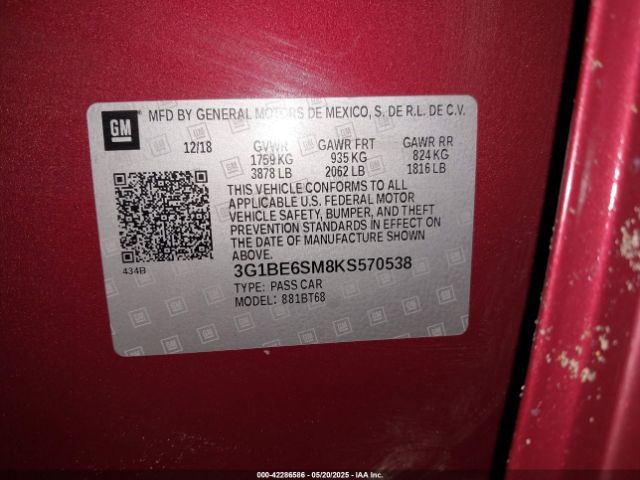 GM
MFD BY GENERAL MOTORS DE MEXICO, S. DE R.L. DE C.V.
12/18 GVWR GAWR FRT GAWR RR
1759 KG 935 KG 824 KG
3878 LB 2062 LB 1816 LB
THIS VEHICLE CONFORMS TO ALL
APPLICABLE U.S. FEDERAL MOTOR
VEHICLE SAFETY, BUMPER, AND THEFT
PREVENTION STANDARDS IN EFFECT ON
THE DATE OF MANUFACTURE SHOWN
ABOVE.
434B
3G1BE6SM8KS570538
TYPE: PASS CAR
MODEL: 881BT68
000-42286586 - 05/20/2025 - IAA Inc.